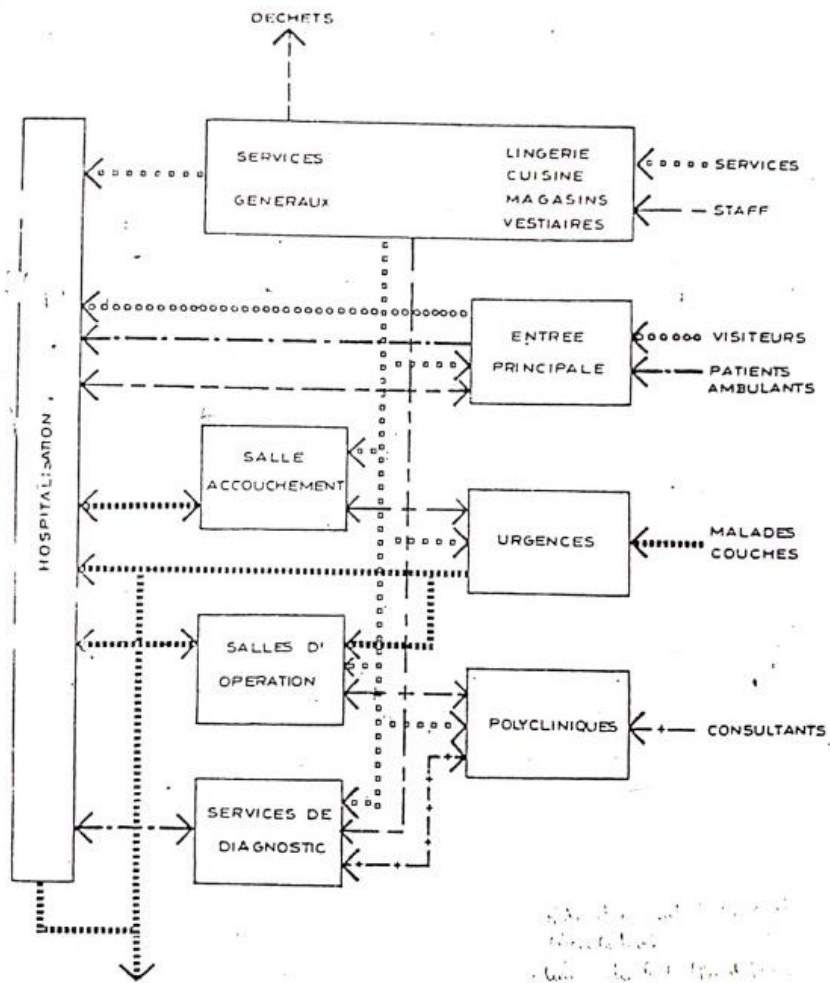 DECHETS
SERVICES
GENERAUX
LINGERIE
CUISINE
MAGASINS
VESTIAIRES
SERVICES
STAFF
HOSPITALISATION
ENTREE
PRINCIPALE
VISITEURS
PATIENTS
AMBULANTS
SALLE
ACCOUCHEMENT
URGENCES
MALADES
COUCHES
SALLES D'
OPERATION
POLYCLINIQUES
CONSULTANTS
SERVICES DE
DIAGNOSTIC